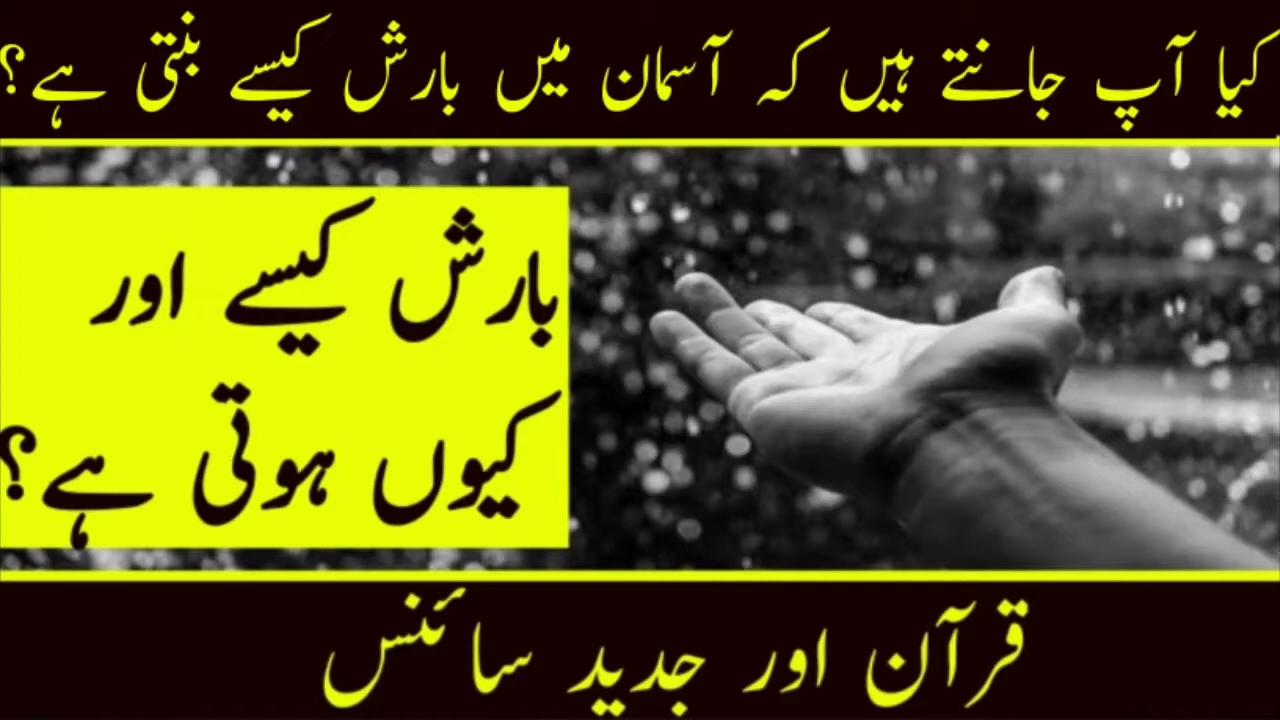 کیا آپ جانتے ہیں کہ آسمان میں بارش کیسے بنتی ہے؟
بارش کیسے اور
کیوں ہوتی ہے؟
قرآن اور جدید سائنس